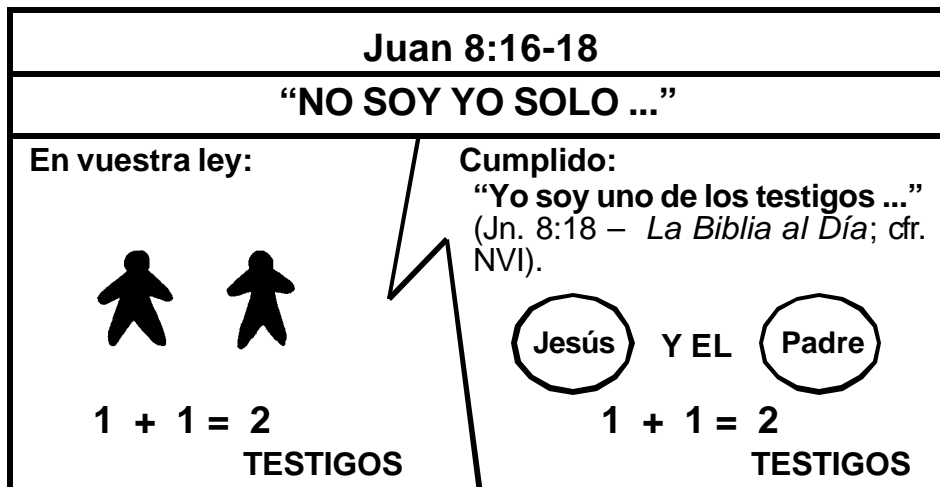 Juan 8:16-18
“NO SOY YO SOLO ...”
En vuestra ley:
1 + 1 = 2
TESTIGOS
Cumplido:
“Yo soy uno de los testigos ...”
(Jn. 8:18 – La Biblia al Día; cfr.
NVI).
Jesús Y EL Padre
1 + 1 = 2
TESTIGOS